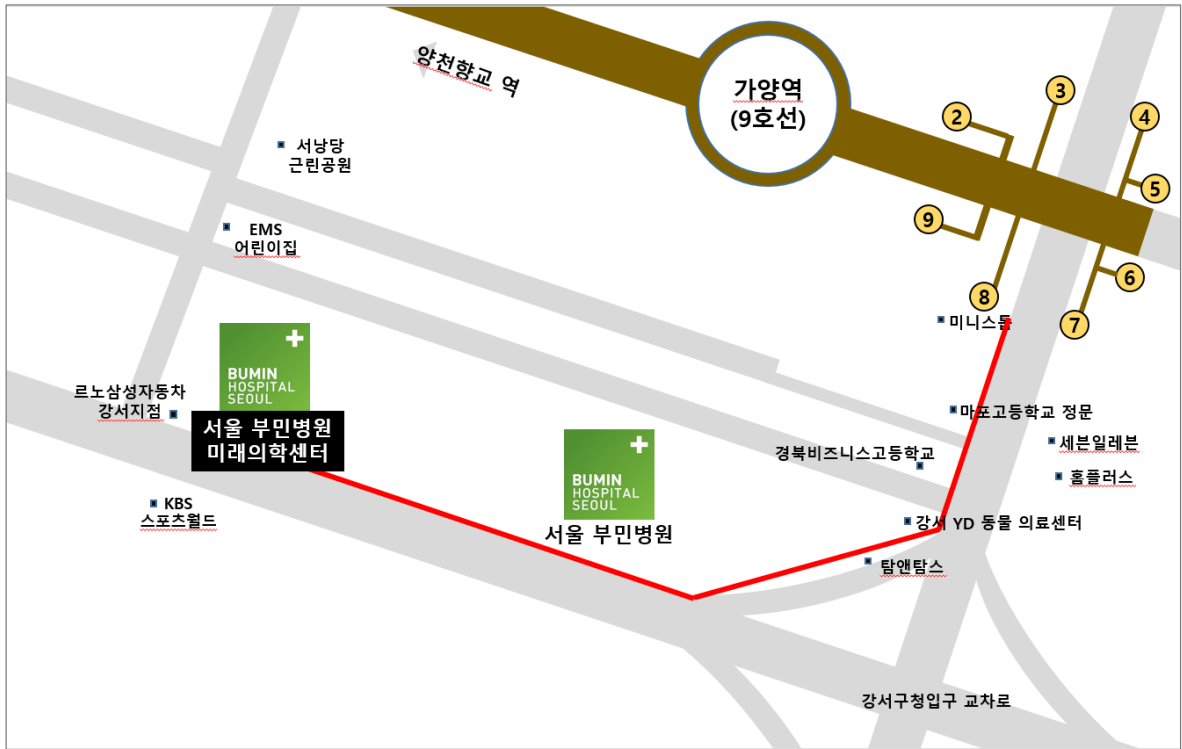 양천향교 역
가양역
(9호선)
2
3
4
5
9
8
6
7
서낭당
근린공원
EMS
어린이집
미니스톱
BUMIN
HOSPITAL
SEOUL
르노삼성자동차
강서지점
서울 부민병원
미래의학센터
마포고등학교 정문
세븐일레븐
경북비즈니스고등학교
홈플러스
BUMIN
HOSPITAL
SEOUL
서울 부민병원
KBS
스포츠월드
강서 YD 동물 의료센터
탐앤탐스
강서구청입구 교차로